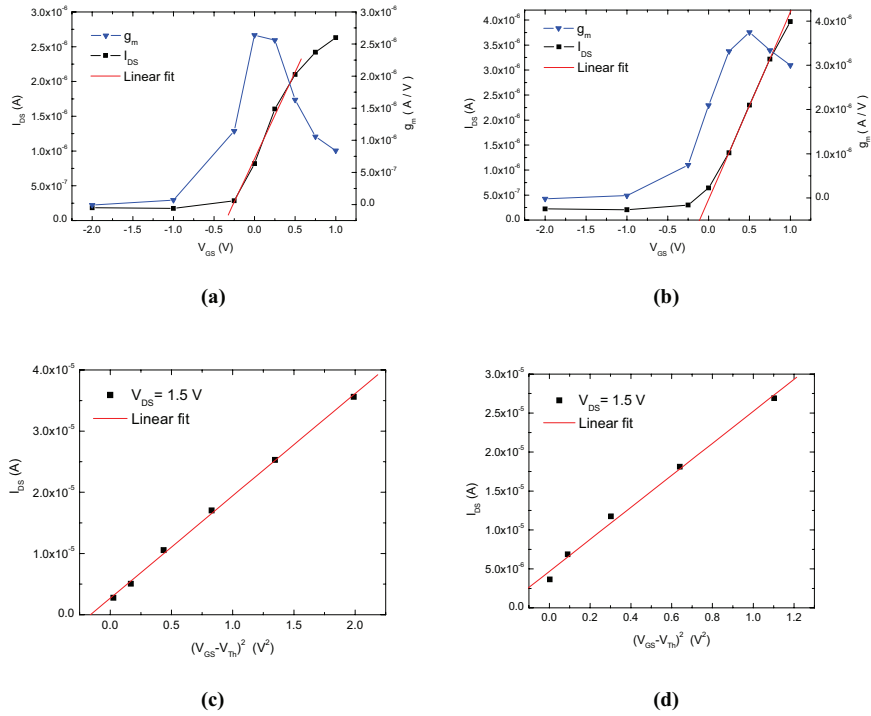 3.0x10⁻⁶
2.5x10⁻⁶
2.0x10⁻⁶
1.5x10⁻⁶
1.0x10⁻⁶
5.0x10⁻⁷
0.0
I_DS (A)
g_m
I_DS
Linear fit
3.0x10⁻⁶
2.5x10⁻⁶
2.0x10⁻⁶
1.5x10⁻⁶
1.0x10⁻⁶
5.0x10⁻⁷
0.0
g_m ( A / V )
-2.0 -1.5 -1.0 -0.5 0.0 0.5 1.0
V_GS (V)
(a)
4.0x10⁻⁶
3.5x10⁻⁶
3.0x10⁻⁶
2.5x10⁻⁶
2.0x10⁻⁶
1.5x10⁻⁶
1.0x10⁻⁶
5.0x10⁻⁷
0.0
I_DS (A)
g_m
I_DS
Linear fit
4.0x10⁻⁶
3.0x10⁻⁶
2.0x10⁻⁶
1.0x10⁻⁶
0.0
g_m ( A / V )
-2.0 -1.5 -1.0 -0.5 0.0 0.5 1.0
V_GS (V)
(b)
4.0x10⁻⁵
3.0x10⁻⁵
2.0x10⁻⁵
1.0x10⁻⁵
0.0
I_DS (A)
V_DS = 1.5 V
Linear fit
0.0 0.5 1.0 1.5 2.0
(V_GS-V_Th)² (V²)
(c)
3.0x10⁻⁵
2.5x10⁻⁵
2.0x10⁻⁵
1.5x10⁻⁵
1.0x10⁻⁵
5.0x10⁻⁶
0.0
I_DS (A)
V_DS = 1.5 V
Linear fit
0.0 0.2 0.4 0.6 0.8 1.0 1.2
(V_GS-V_Th)² (V²)
(d)